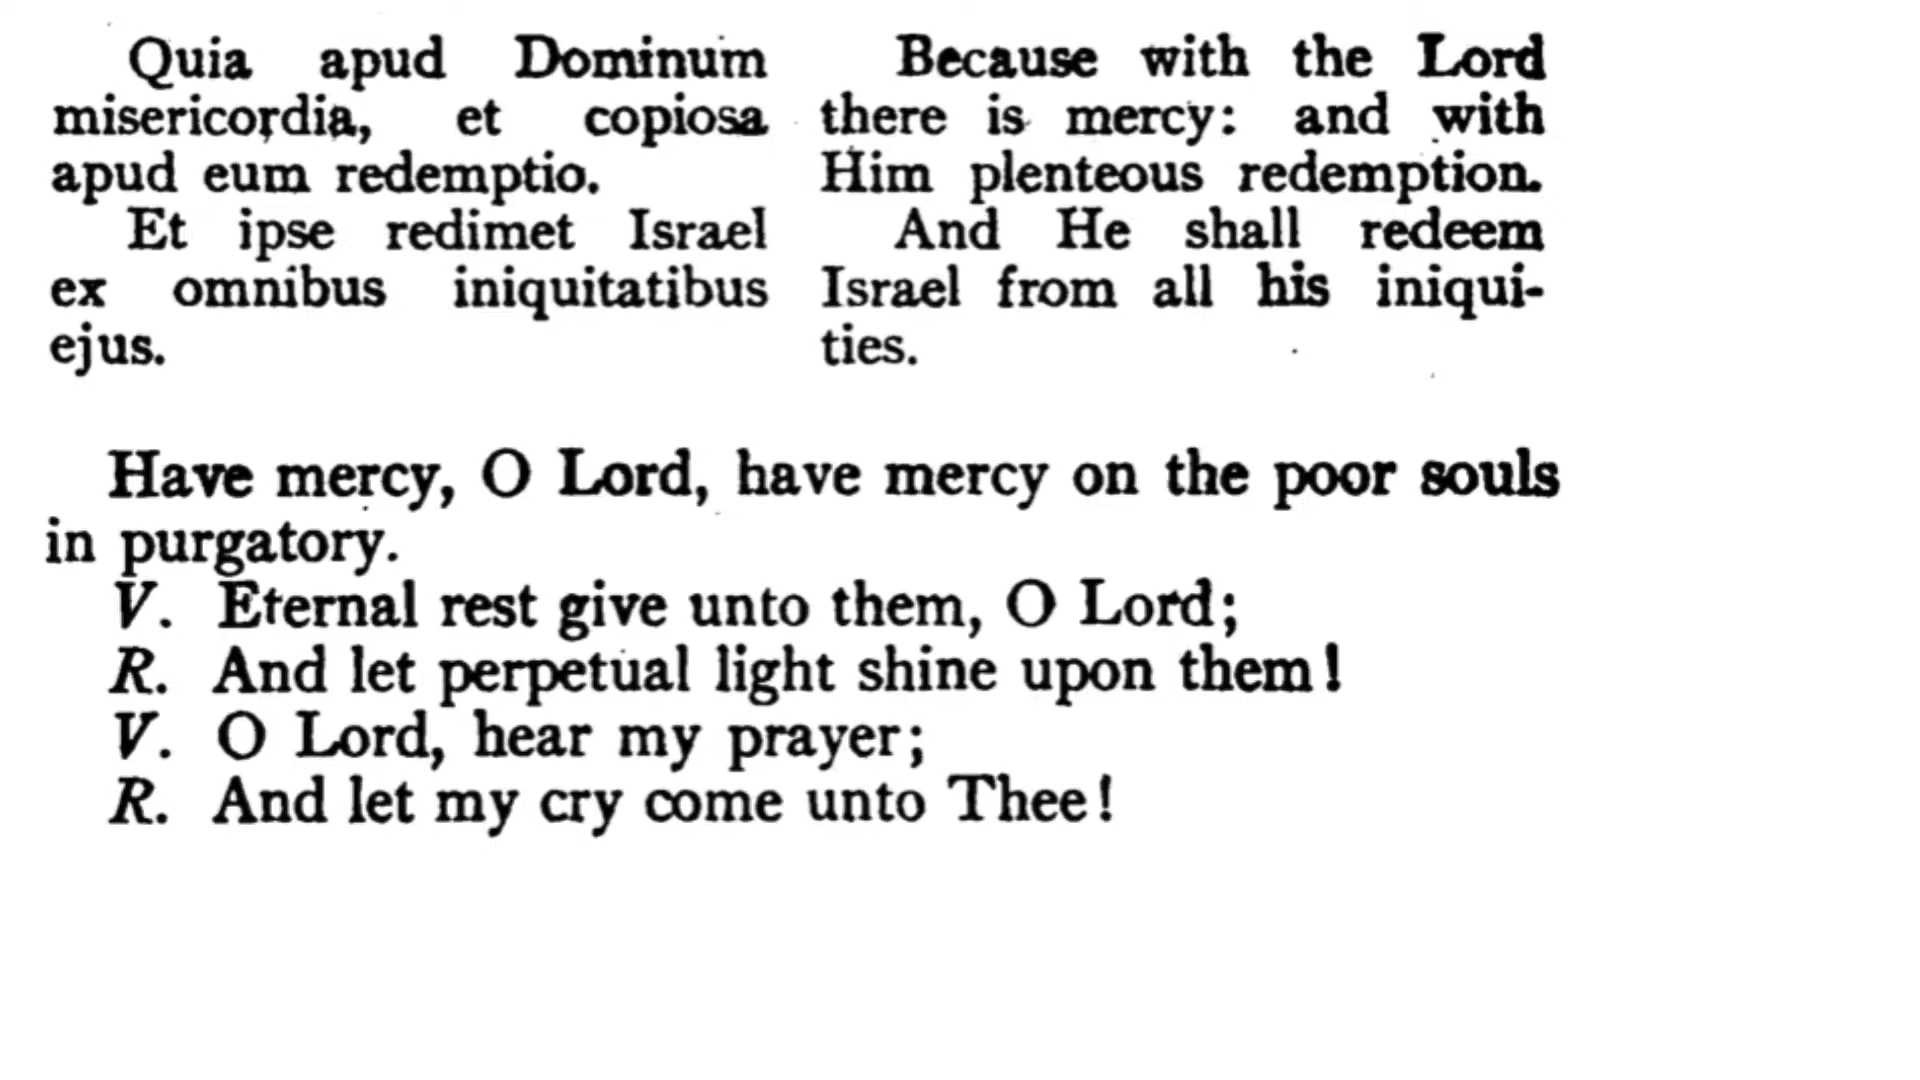 Quia apud Dominum
misericordia, et copiosa
apud eum redemptio.
Et ipse redimet Israel
ex omnibus iniquitatibus
ejus.
Because with the Lord
there is mercy: and with
Him plenteous redemption.
And He shall redeem
Israel from all his iniqui-
ties.
Have mercy, O Lord, have mercy on the poor souls
in purgatory.
V. Eternal rest give unto them, O Lord;
R. And let perpetual light shine upon them!
V. O Lord, hear my prayer;
R. And let my cry come unto Thee!